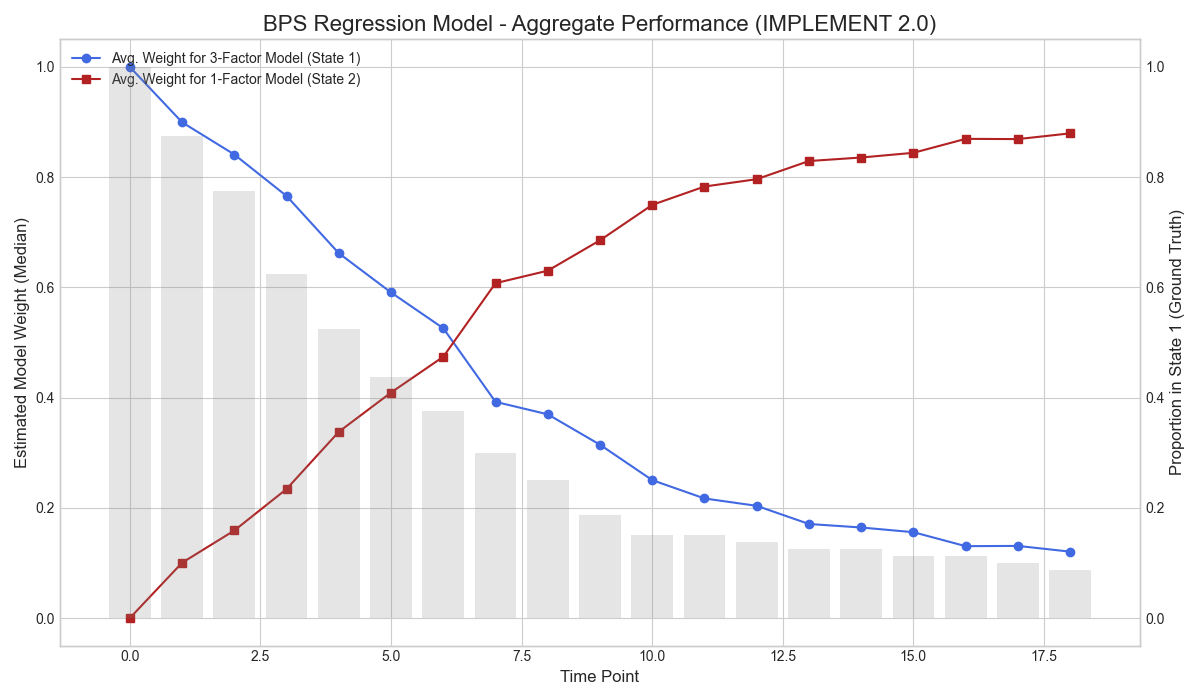 BPS Regression Model - Aggregate Performance (IMPLEMENT 2.0)
Avg. Weight for 3-Factor Model (State 1)
Avg. Weight for 1-Factor Model (State 2)
Estimated Model Weight (Median)
1.0
0.8
0.6
0.4
0.2
0.0
1.0
0.8
0.6
0.4
0.2
0.0
Proportion in State 1 (Ground Truth)
0.0 2.5 5.0 7.5 10.0 12.5 15.0 17.5
Time Point